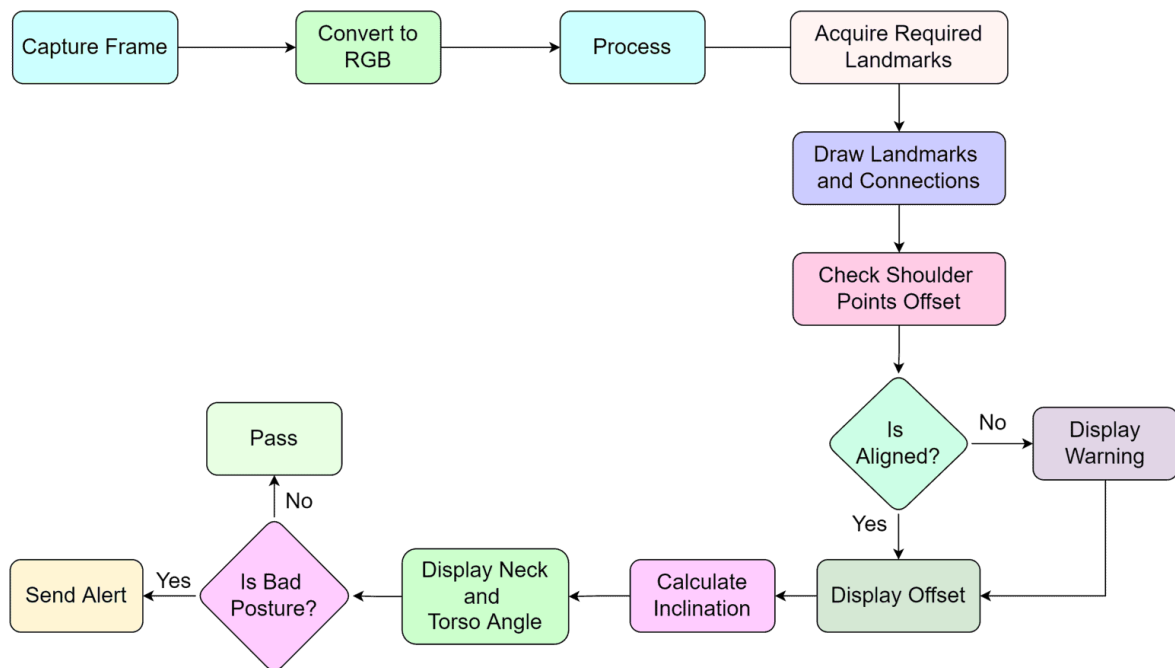 Capture Frame
Convert to
RGB
Process
Acquire Required
Landmarks
Draw Landmarks
and Connections
Check Shoulder
Points Offset
Is
Aligned?
No
Display
Warning
Yes
Display Offset
Calculate
Inclination
Display Neck
and
Torso Angle
Is Bad
Posture?
No
Pass
Yes
Send Alert